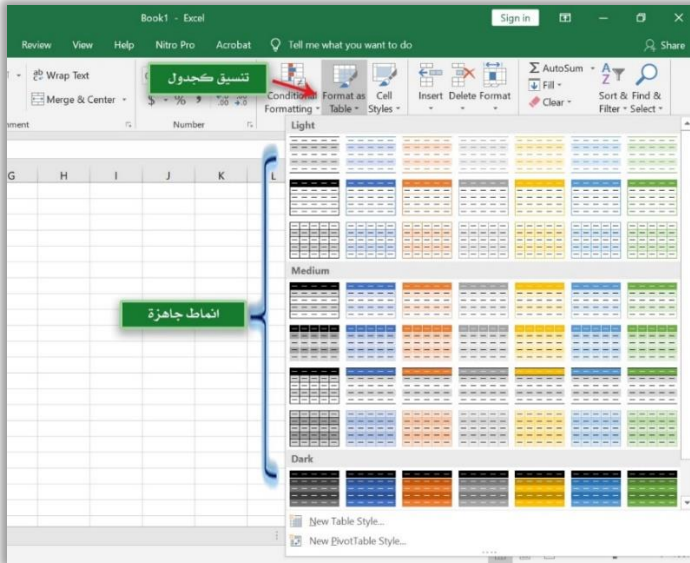 Book1 - Excel
Sign in
Review View Help Nitro Pro Acrobat Tell me what you want to do Share
Wrap Text
Merge & Center
تنسيق كجدول
$ - % ,
Conditional Formatting
Format as Table
Cell Styles
Insert Delete Format
AutoSum
Fill
Clear
Sort & Filter
Find & Select
Number
Light
G H I J K L
Medium
انماط جاهزة
Dark
New Table Style...
New PivotTable Style...